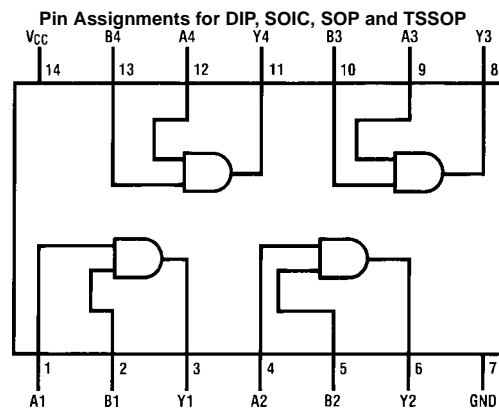 Pin Assignments for DIP, SOIC, SOP and TSSOP
VCC B4 A4 Y4 B3 A3 Y3
14 13 12 11 10 9 8
1 2 3 4 5 6 7
A1 B1 Y1 A2 B2 Y2 GND